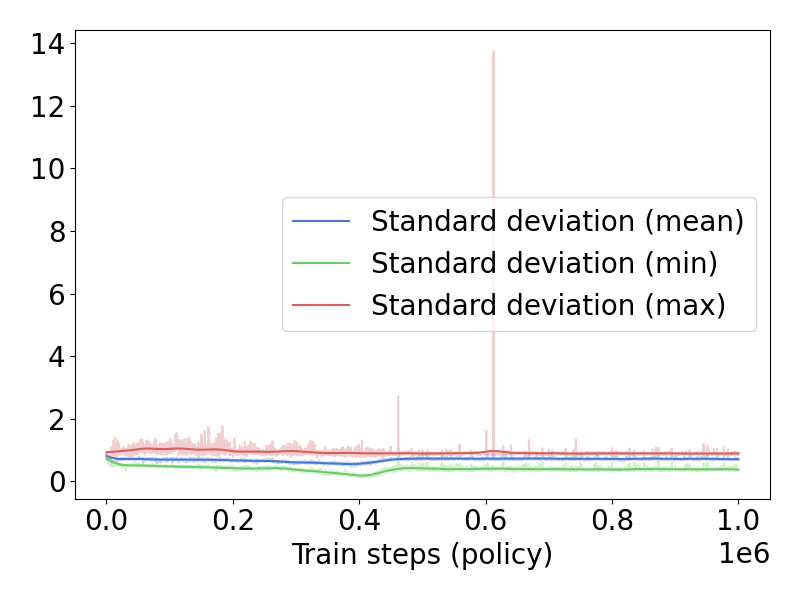 14
12
10
8
6
4
2
0
Standard deviation (mean)
Standard deviation (min)
Standard deviation (max)
0.0 0.2 0.4 0.6 0.8 1.0
Train steps (policy)
1e6